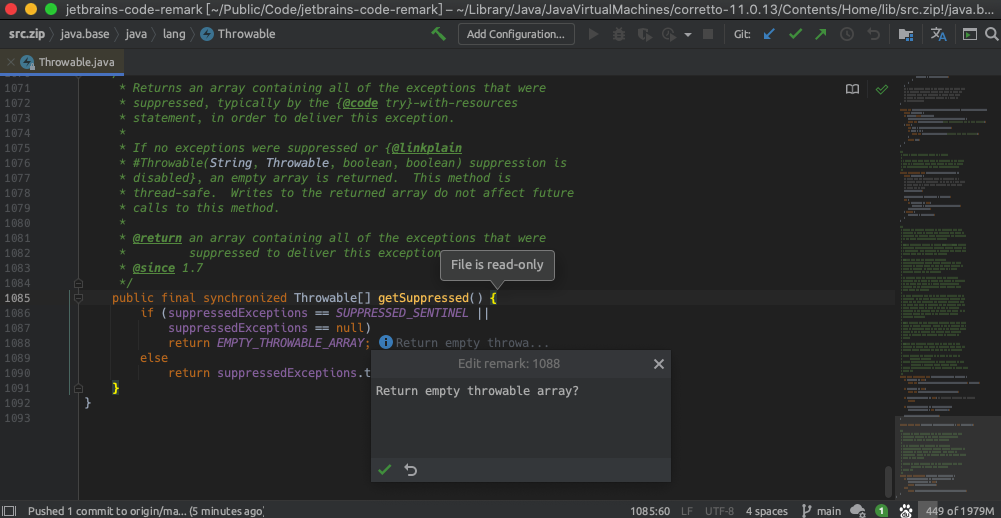 jetbrains-code-remark [~/Public/Code/jetbrains-code-remark] – ~/Library/Java/JavaVirtualMachines/corretto-11.0.13/Contents/Home/lib/src.zip!/java.b...
src.zip java.base java lang Throwable
Add Configuration...
Git:
Throwable.java
1071 * Returns an array containing all of the exceptions that were
1072 * suppressed, typically by the {@code try}-with-resources
1073 * statement, in order to deliver this exception.
1074 *
1075 * If no exceptions were suppressed or {@linkplain
1076 * #Throwable(String, Throwable, boolean, boolean) suppression is
1077 * disabled}, an empty array is returned. This method is
1078 * thread-safe. Writes to the returned array do not affect future
1079 * calls to this method.
1080 *
1081 * @return an array containing all of the exceptions that were
1082 * suppressed to deliver this exception
1083 * @since 1.7
1084 */
File is read-only
1085 public final synchronized Throwable[] getSuppressed() {
1086 if (suppressedExceptions == SUPPRESSED_SENTINEL ||
1087 suppressedExceptions == null)
1088 return EMPTY_THROWABLE_ARRAY; Return empty throwa...
1089 else
1090 return suppressedExceptions.t
1091 }
1092 }
1093
Edit remark: 1088
Return empty throwable array?
Pushed 1 commit to origin/ma... (5 minutes ago)
1085:60 LF UTF-8 4 spaces main 1 449 of 1979M